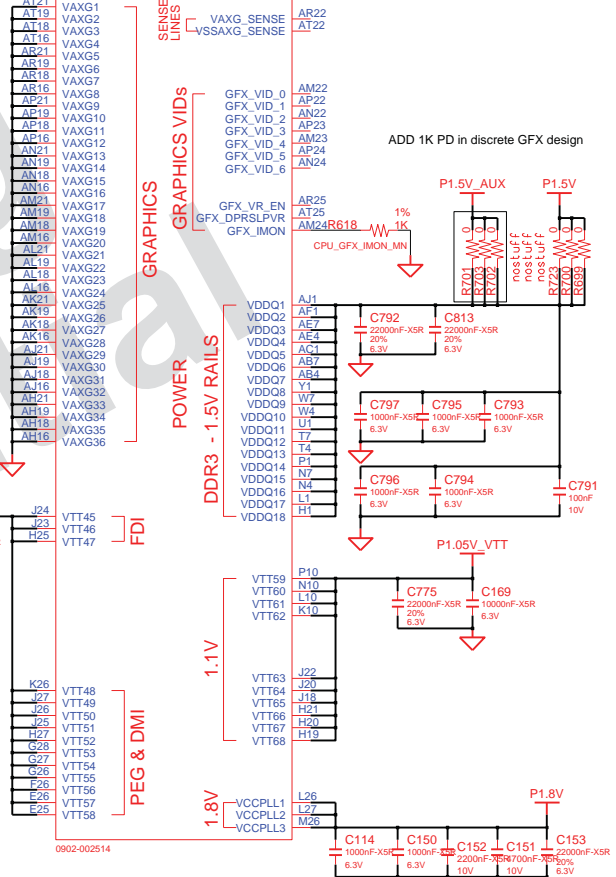 AT21 VAXG1
AT19 VAXG2
AT18 VAXG3
AT16 VAXG4
AR21 VAXG5
AR19 VAXG6
AR18 VAXG7
AR16 VAXG8
AP21 VAXG9
AP19 VAXG10
AP18 VAXG11
AP16 VAXG12
AN21 VAXG13
AN19 VAXG14
AN18 VAXG15
AN16 VAXG16
AM21 VAXG17
AM19 VAXG18
AM18 VAXG19
AM16 VAXG20
AL21 VAXG21
AL19 VAXG22
AL18 VAXG23
AL16 VAXG24
AK21 VAXG25
AK19 VAXG26
AK18 VAXG27
AK16 VAXG28
AJ21 VAXG29
AJ19 VAXG30
AJ18 VAXG31
AJ16 VAXG32
AH21 VAXG33
AH19 VAXG34
AH18 VAXG35
AH16 VAXG36
GRAPHICS
SENSE
LINES
VAXG_SENSE AR22
VSSAXG_SENSE AT22
GRAPHICS VIDs
GFX_VID_0 AM22
GFX_VID_1 AP22
GFX_VID_2 AN22
GFX_VID_3 AP23
GFX_VID_4 AM23
GFX_VID_5 AP24
GFX_VID_6 AN24
GFX_VR_EN AR25
GFX_DPRSLPVR AT25
GFX_IMON AM24
R618
1%
1K
CPU_GFX_IMON_MN
ADD 1K PD in discrete GFX design
P1.5V_AUX
P1.5V
R701 0
R703 0
R702 0
nostuff
nostuff
nostuff
R723 0
R700 0
R699 0
POWER
DDR3 - 1.5V RAILS
VDDQ1 AJ1
VDDQ2 AF1
VDDQ3 AE7
VDDQ4 AE4
VDDQ5 AC1
VDDQ6 AB7
VDDQ7 AB4
VDDQ8 Y1
VDDQ9 W7
VDDQ10 W4
VDDQ11 U1
VDDQ12 T7
VDDQ13 T4
VDDQ14 P1
VDDQ15 N7
VDDQ16 N4
VDDQ17 L1
VDDQ18 H1
C792
22000nF-X5R
20%
6.3V
C813
22000nF-X5R
20%
6.3V
C797
1000nF-X5R
6.3V
C795
1000nF-X5R
6.3V
C793
1000nF-X5R
6.3V
C796
1000nF-X5R
6.3V
C794
1000nF-X5R
6.3V
C791
100nF
10V
J24 VTT45
J23 VTT46
H25 VTT47
FDI
P1.05V_VTT
1.1V
VTT59 P10
VTT60 N10
VTT61 L10
VTT62 K10
C775
22000nF-X5R
20%
6.3V
C169
10000nF-X5R
6.3V
VTT63 J22
VTT64 J20
VTT65 J18
VTT66 H21
VTT67 H20
VTT68 H19
K26 VTT48
J27 VTT49
J26 VTT50
J25 VTT51
H27 VTT52
G28 VTT53
G27 VTT54
G26 VTT55
F26 VTT56
E26 VTT57
E25 VTT58
PEG & DMI
1.8V
VCCPLL1 L26
VCCPLL2 L27
VCCPLL3 M26
P1.8V
0902-002514
C114
1000nF-X5R
6.3V
C150
1000nF-X5R
6.3V
C152
2200nF-X5R
10V
C151
4700nF-X5R
10V
C153
22000nF-X5R
20%
6.3V